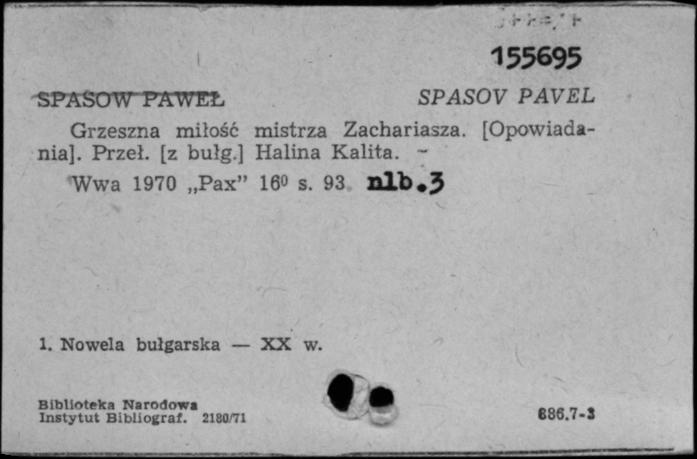 155695
SPASOW PAWEŁ SPASOV PAVEL
Grzeszna miłość mistrza Zachariasza. [Opowiada-
nia]. Przeł. [z bułg.] Halina Kalita. -
Wwa 1970 „Pax” 16⁰ s. 93. nlb.3
1. Nowela bułgarska — XX w.
Biblioteka Narodowa
Instytut Bibliograf. 2180/71
886.7-3